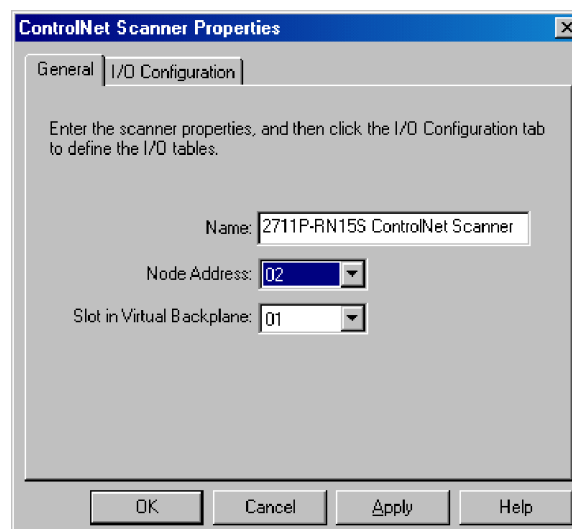 ControlNet Scanner Properties
General I/O Configuration
Enter the scanner properties, and then click the I/O Configuration tab
to define the I/O tables.
Name: 2711P-RN15S ControlNet Scanner
Node Address: 02
Slot in Virtual Backplane: 01
OK Cancel Apply Help